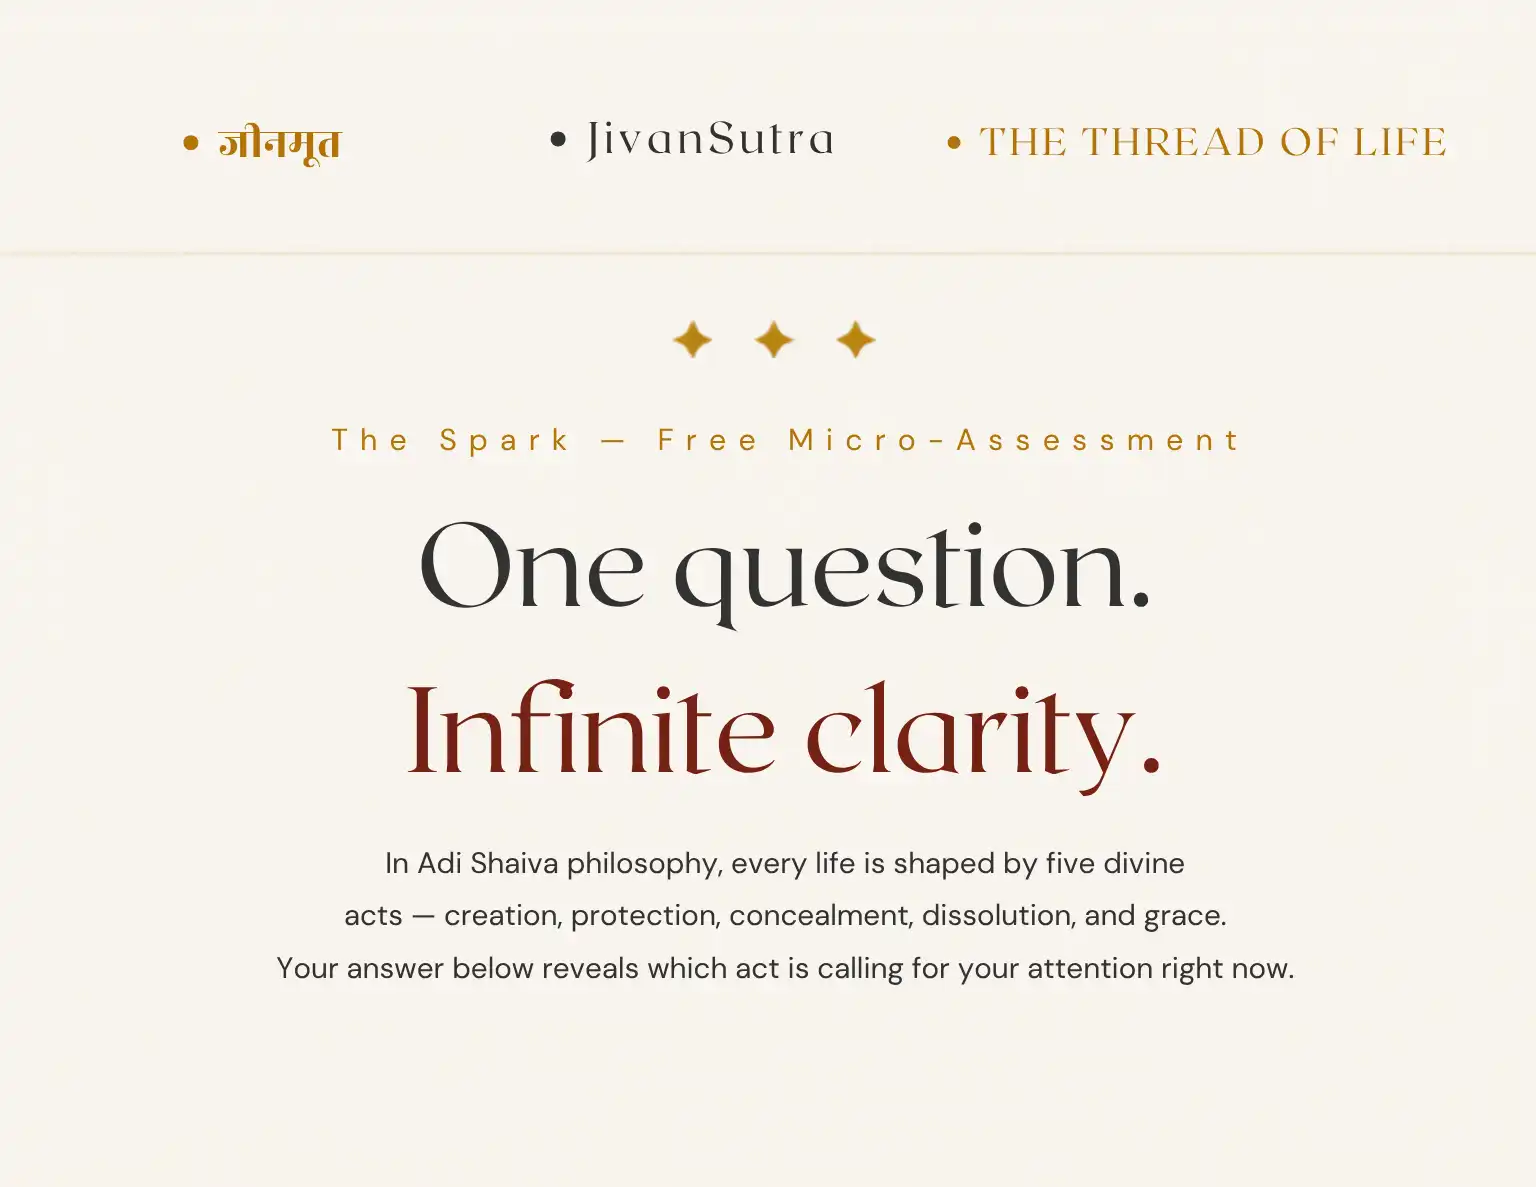 • जीनमूत
• JivanSutra
• THE THREAD OF LIFE
The Spark — Free Micro-Assessment
One question.
Infinite clarity.
In Adi Shaiva philosophy, every life is shaped by five divine
acts — creation, protection, concealment, dissolution, and grace.
Your answer below reveals which act is calling for your attention right now.